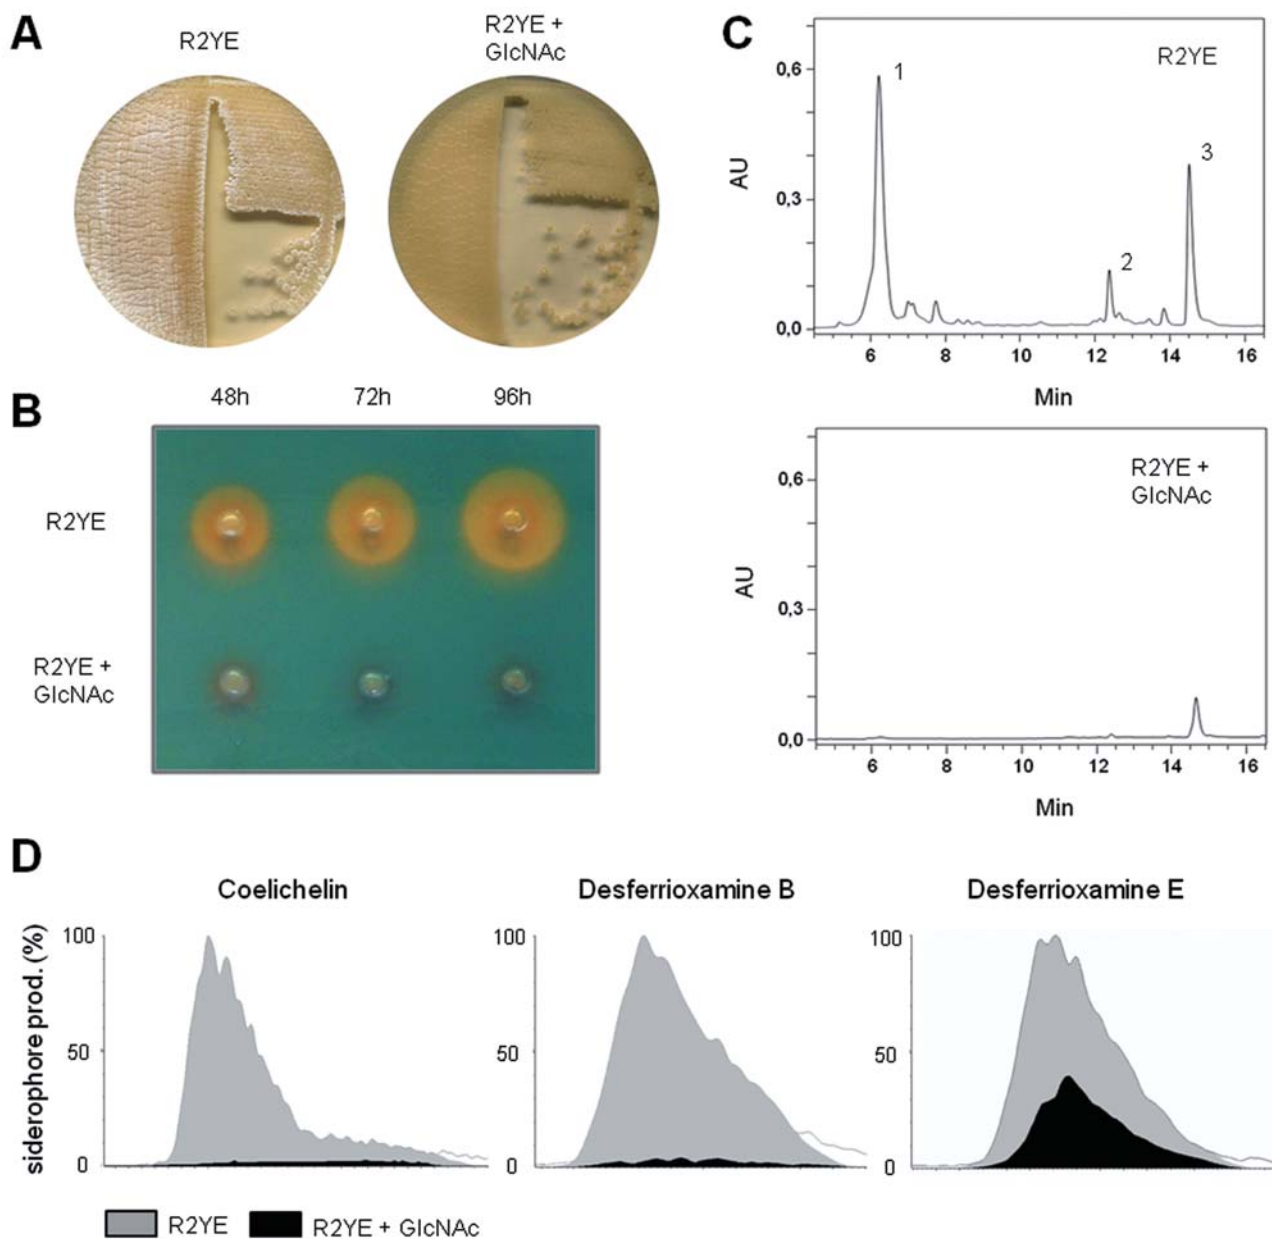 A
R2YE
R2YE +
GlcNAc
B
48h
72h
96h
R2YE
R2YE +
GlcNAc
C
R2YE
0,6
0,3
0,0
AU
1
2
3
6
8
10
12
14
16
Min
R2YE +
GlcNAc
0,6
0,3
0,0
AU
6
8
10
12
14
16
Min
D
Coelichelin
Desferrioxamine B
Desferrioxamine E
siderophore prod. (%)
100
50
0
100
50
0
100
50
0
R2YE
R2YE + GlcNAc